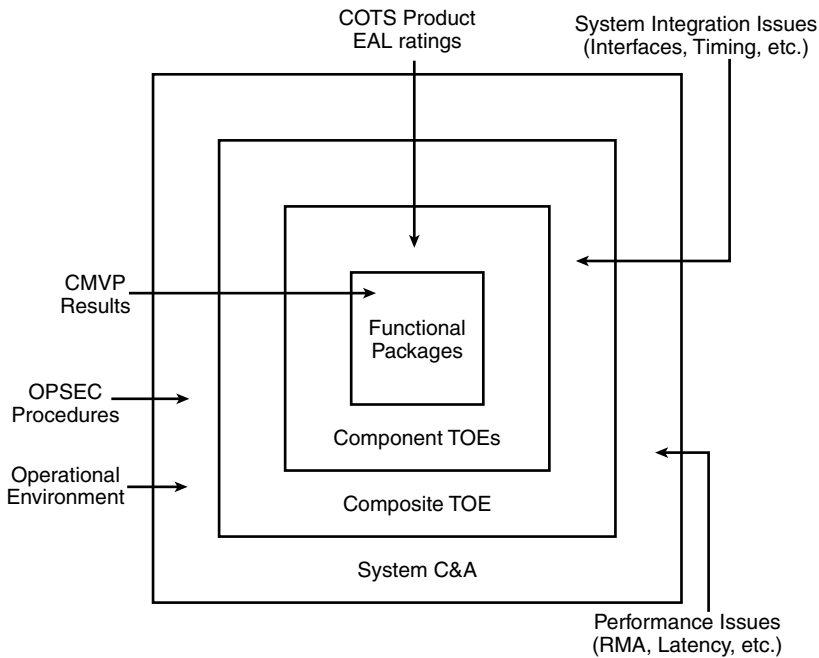 COTS Product
EAL ratings
System Integration Issues
(Interfaces, Timing, etc.)
CMVP
Results
Functional
Packages
OPSEC
Procedures
Component TOEs
Operational
Environment
Composite TOE
System C&A
Performance Issues
(RMA, Latency, etc.)